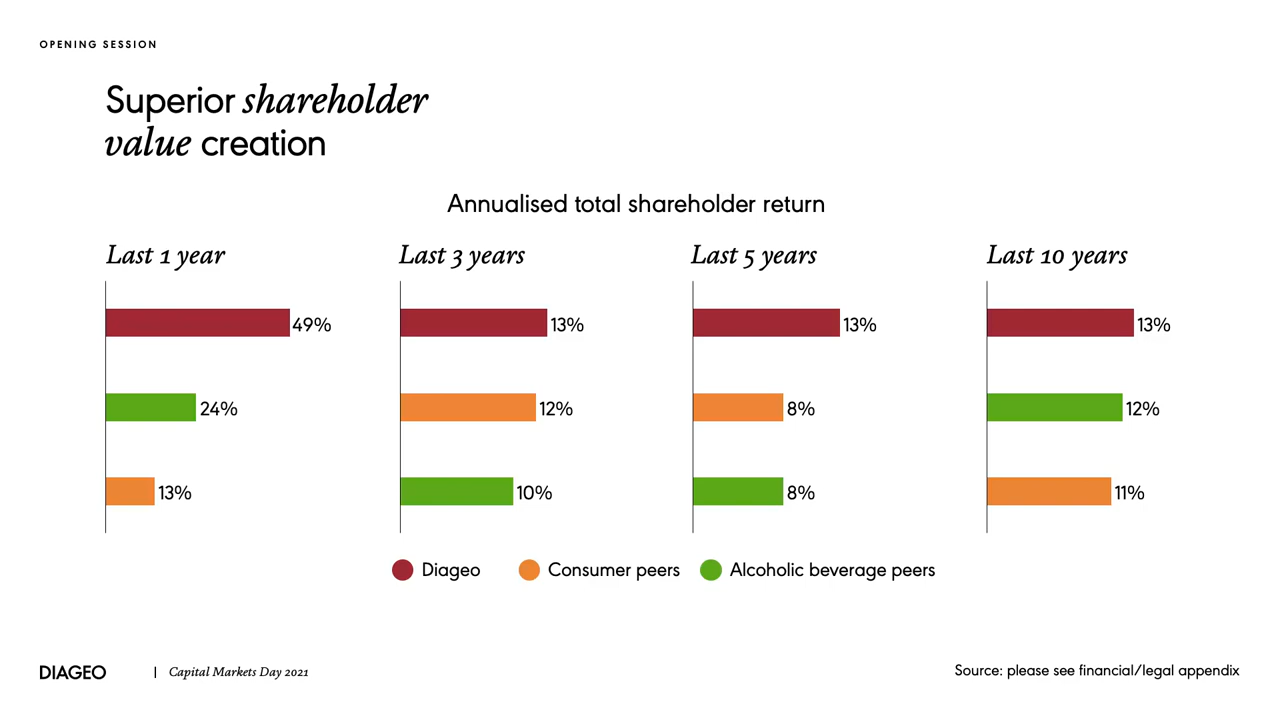 OPENING SESSION
Superior shareholder
value creation
Annualised total shareholder return
Last 1 year
49%
24%
13%
Last 3 years
13%
12%
10%
Last 5 years
13%
8%
8%
Last 10 years
13%
12%
11%
Diageo
Consumer peers
Alcoholic beverage peers
DIAGEO | Capital Markets Day 2021
Source: please see financial/legal appendix